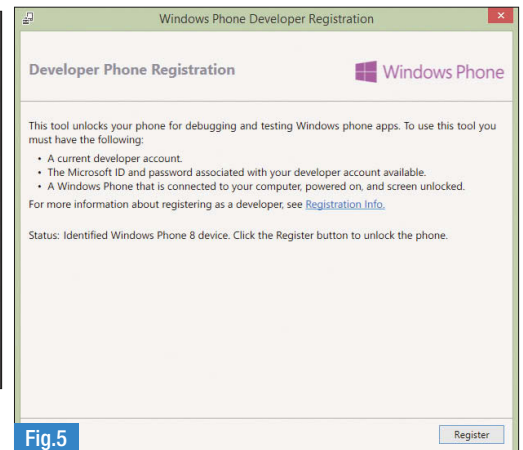 Windows Phone Developer Registration
Developer Phone Registration
Windows Phone
This tool unlocks your phone for debugging and testing Windows phone apps. To use this tool you
must have the following:
• A current developer account.
• The Microsoft ID and password associated with your developer account available.
• A Windows Phone that is connected to your computer, powered on, and screen unlocked.
For more information about registering as a developer, see Registration Info.
Status: Identified Windows Phone 8 device. Click the Register button to unlock the phone.
Fig.5
Register